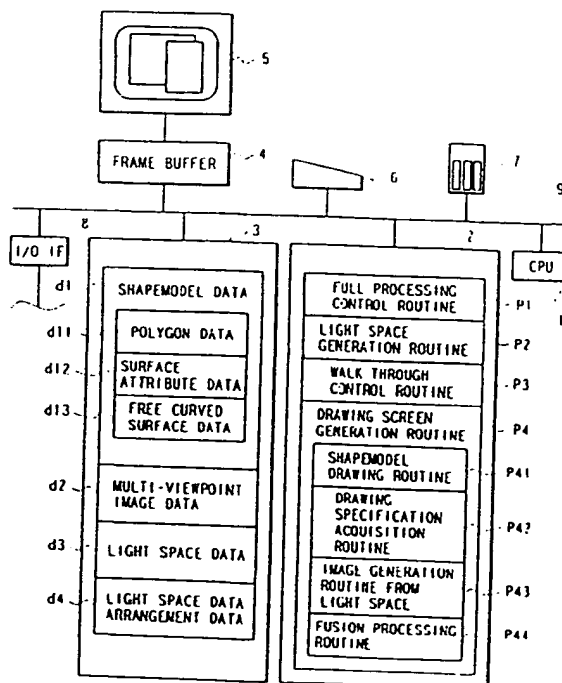 5
FRAME BUFFER
4
6
7
9
I/O IF
8
3
2
CPU
1
d1
SHAPEMODEL DATA
d11
POLYGON DATA
d12
SURFACE
ATTRIBUTE DATA
d13
FREE CURVED
SURFACE DATA
d2
MULTI-VIEWPOINT
IMAGE DATA
d3
LIGHT SPACE DATA
d4
LIGHT SPACE DATA
ARRANGEMENT DATA
FULL PROCESSING
CONTROL ROUTINE
P1
LIGHT SPACE
GENERATION ROUTINE
P2
WALK THROUGH
CONTROL ROUTINE
P3
DRAWING SCREEN
GENERATION ROUTINE
P4
SHAPEMODEL
DRAWING ROUTINE
P41
DRAWING
SPECIFICATION
ACQUISITION
ROUTINE
P42
IMAGE GENERATION
ROUTINE FROM
LIGHT SPACE
P43
FUSION PROCESSING
ROUTINE
P44